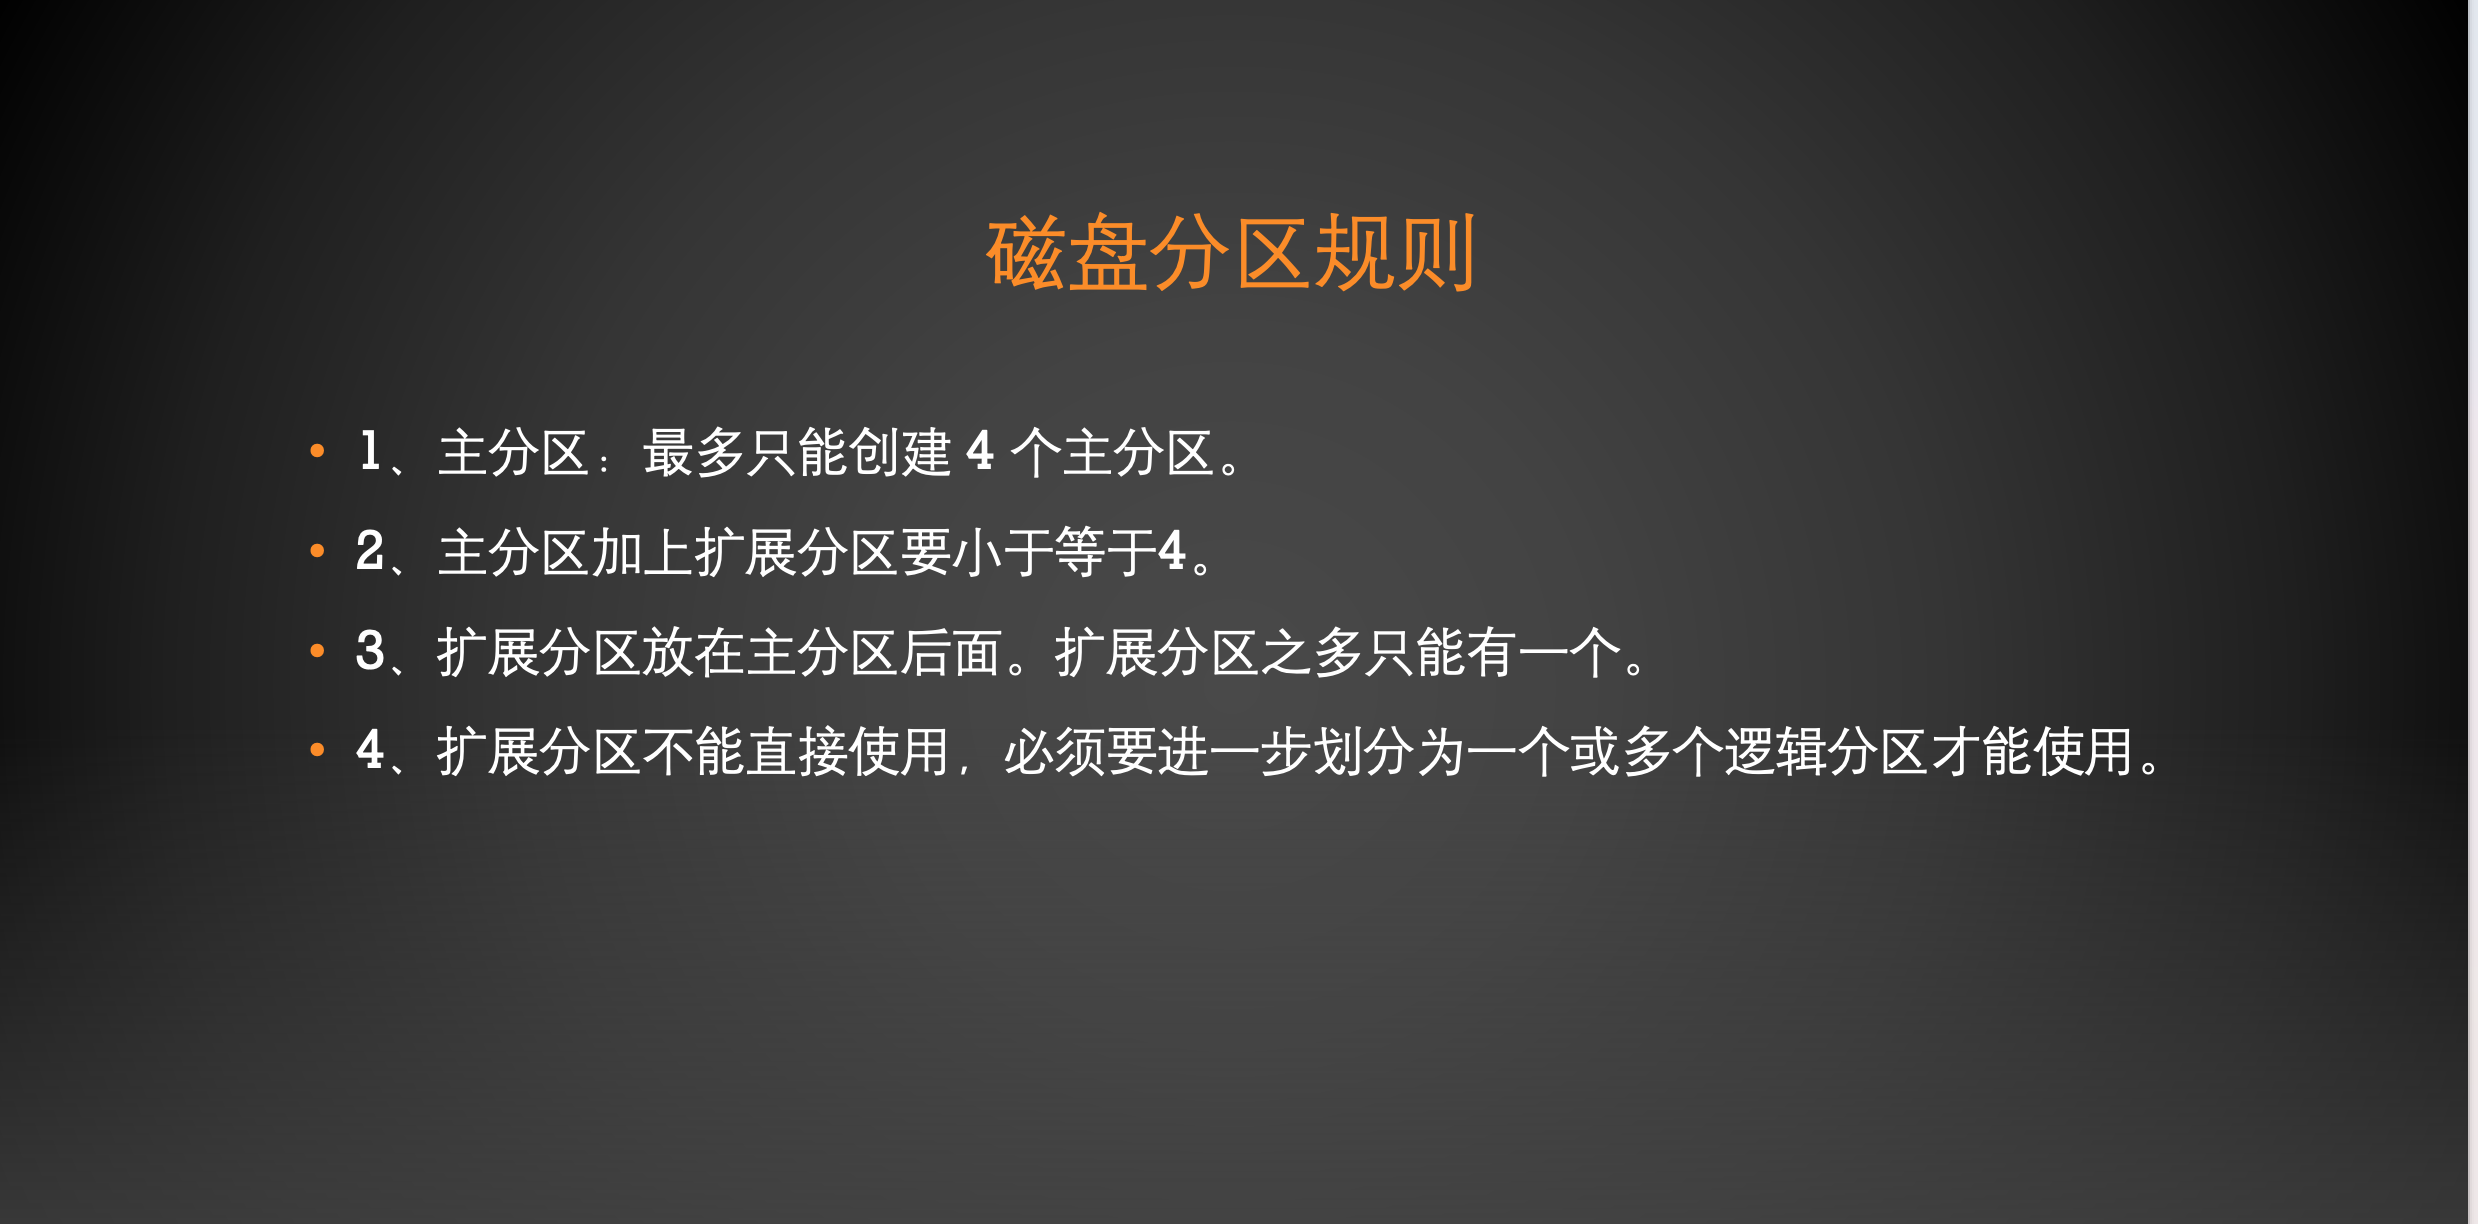 磁盘分区规则
• 1、主分区：最多只能创建 4 个主分区。
• 2、主分区加上扩展分区要小于等于4。
• 3、扩展分区放在主分区后面。扩展分区之多只能有一个。
• 4、扩展分区不能直接使用，必须要进一步划分为一个或多个逻辑分区才能使用。